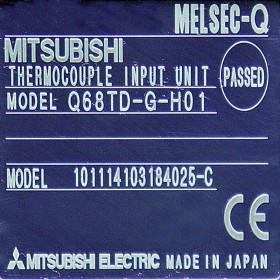 MELSEC-Q
MITSUBISHI
THERMOCOUPLE INPUT UNIT
PASSED
MODEL Q68TD-G-H01
MODEL 101114103184025-C
CE
MITSUBISHI ELECTRIC MADE IN JAPAN